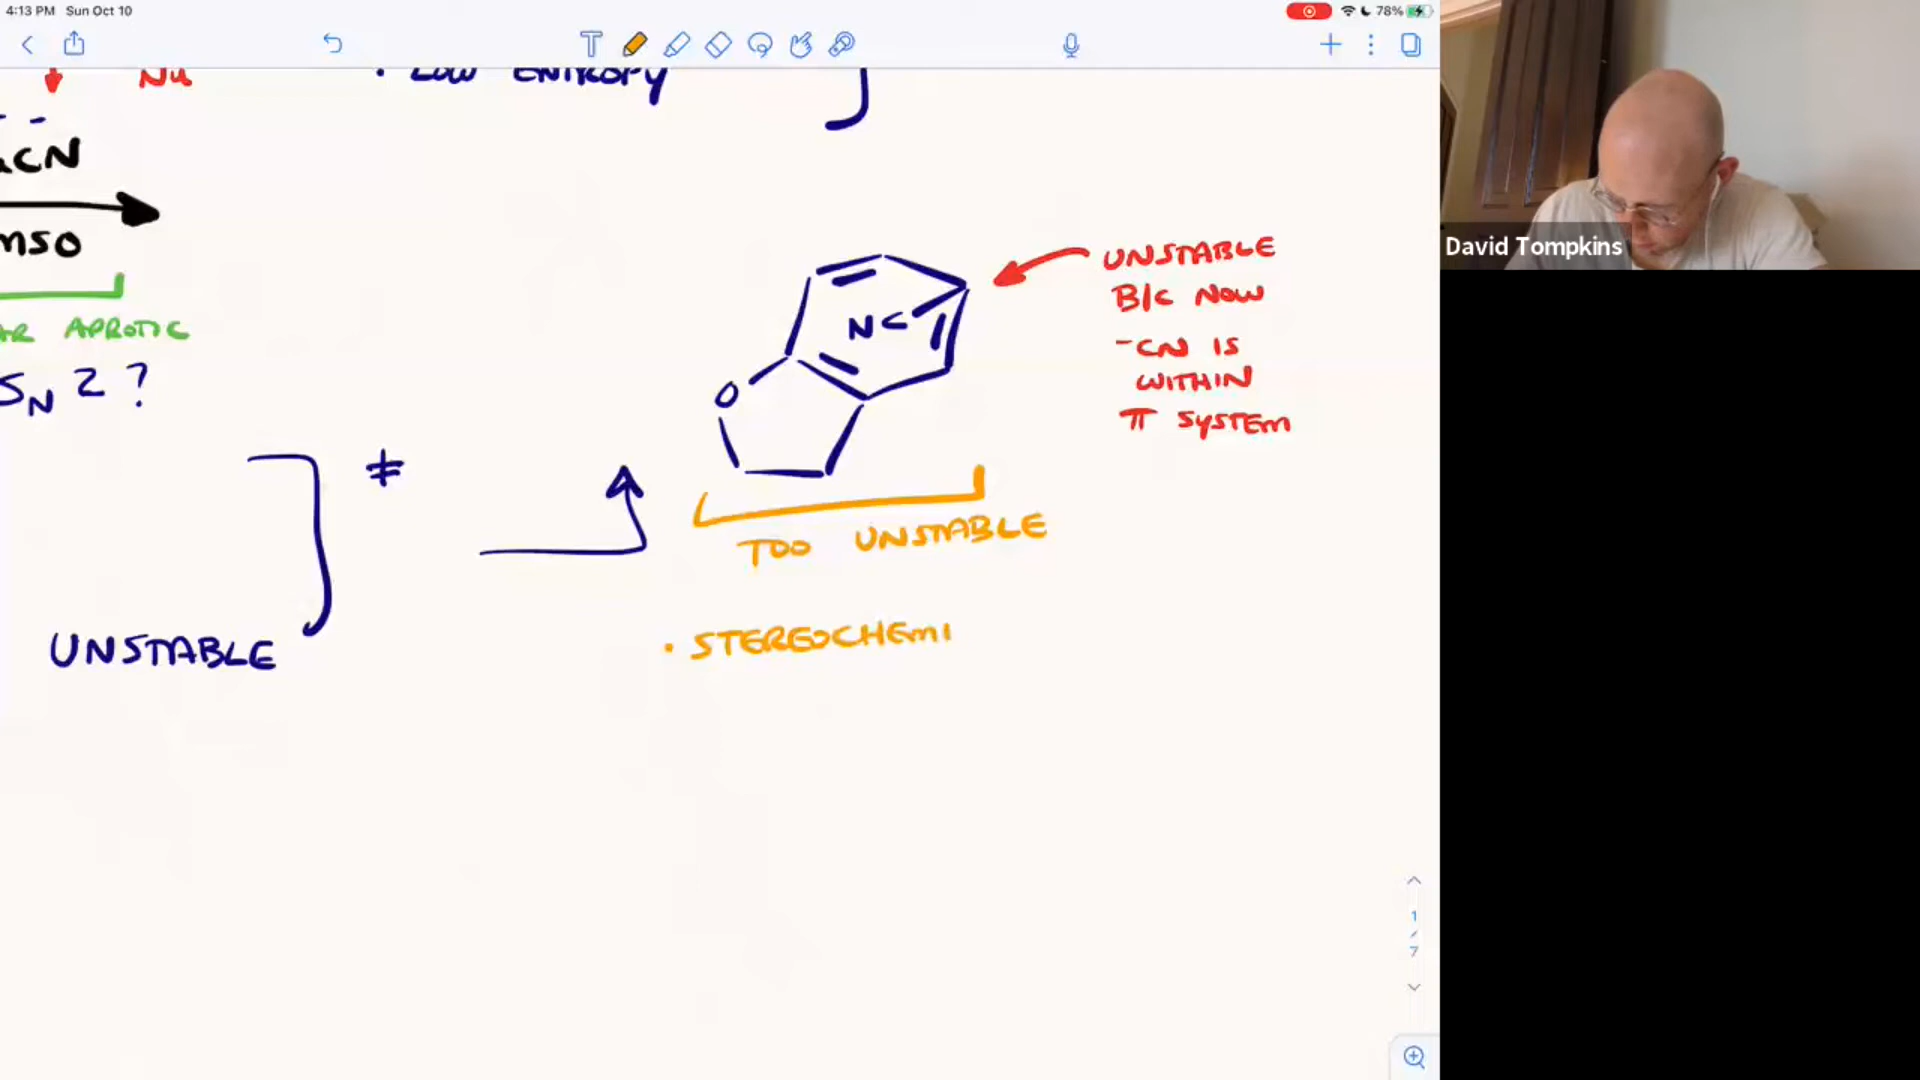 4:13 PM Sun Oct 10
78%
T
Nu
• LOW ENTROPY
CN
MSO
APROTIC
SN 2 ?
≠
UNSTABLE
NC
O
UNSTABLE
B/C NOW
-CN IS
WITHIN
π SYSTEM
TOO UNSTABLE
• STEREOCHEMI
David Tompkins
1
/
7